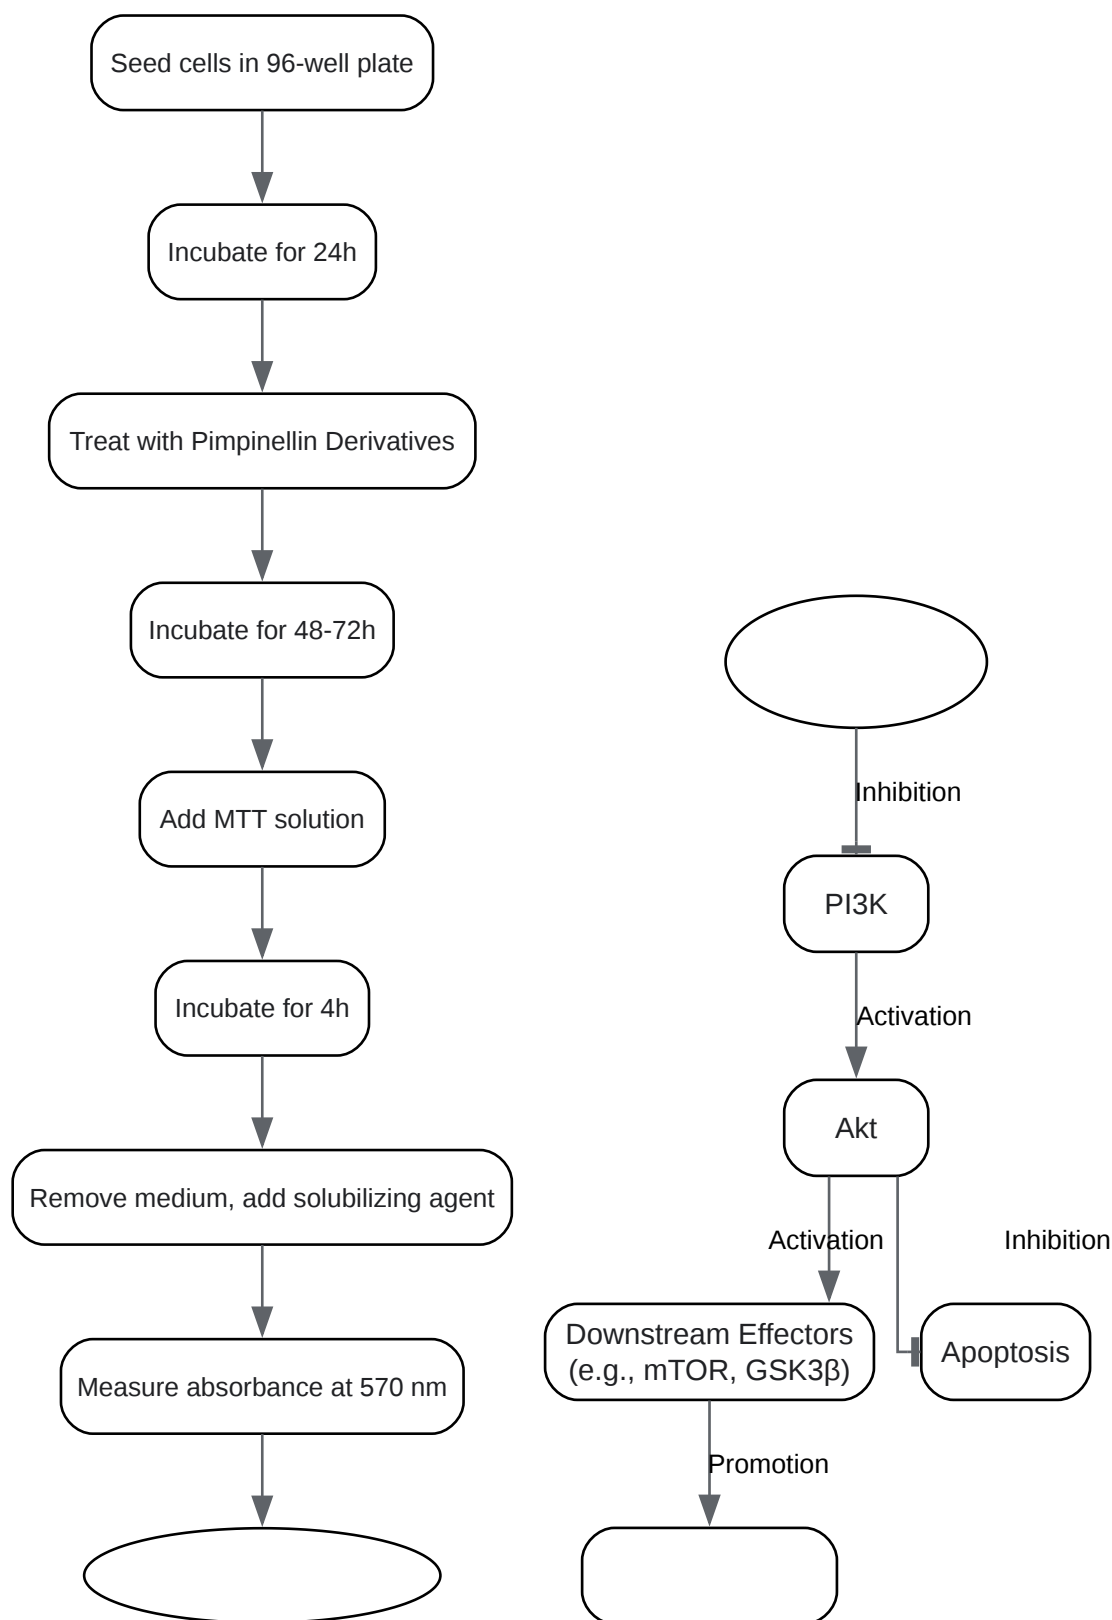 Seed cells in 96-well plate
Incubate for 24h
Treat with Pimpinellin Derivatives
Incubate for 48-72h
Add MTT solution
Incubate for 4h
Remove medium, add solubilizing agent
Measure absorbance at 570 nm
Inhibition
PI3K
Activation
Akt
Activation
Inhibition
Downstream Effectors
(e.g., mTOR, GSK3β)
Apoptosis
Promotion